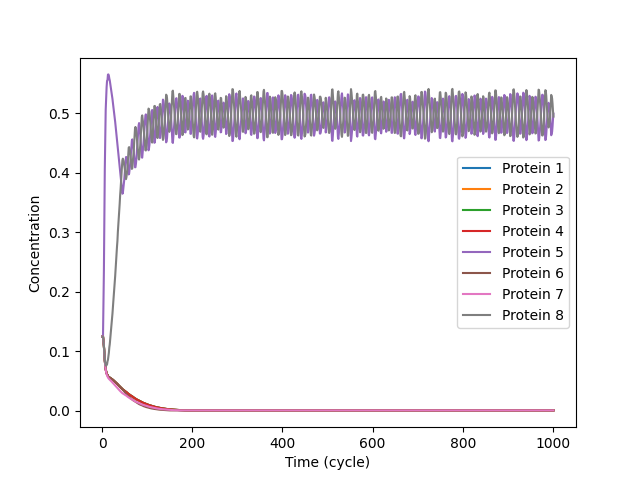 0.5
0.4
0.3
0.2
0.1
0.0
Concentration
Protein 1
Protein 2
Protein 3
Protein 4
Protein 5
Protein 6
Protein 7
Protein 8
0 200 400 600 800 1000
Time (cycle)